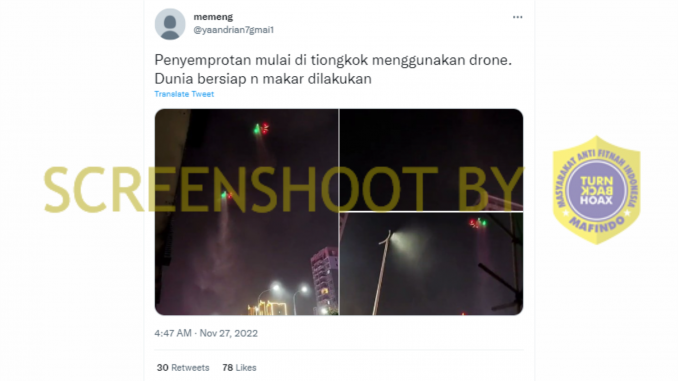 memeng
@yaandrian7gmai1
...
Penyemprotan mulai di tiongkok menggunakan drone.
Dunia bersiap n makar dilakukan
Translate Tweet
SCREENSHOOT BY
MASYARAKAT ANTI FITNAH INDONESIA
TURN
BACK
HOAX
MAFINDO
4:47 AM · Nov 27, 2022
30 Retweets 78 Likes